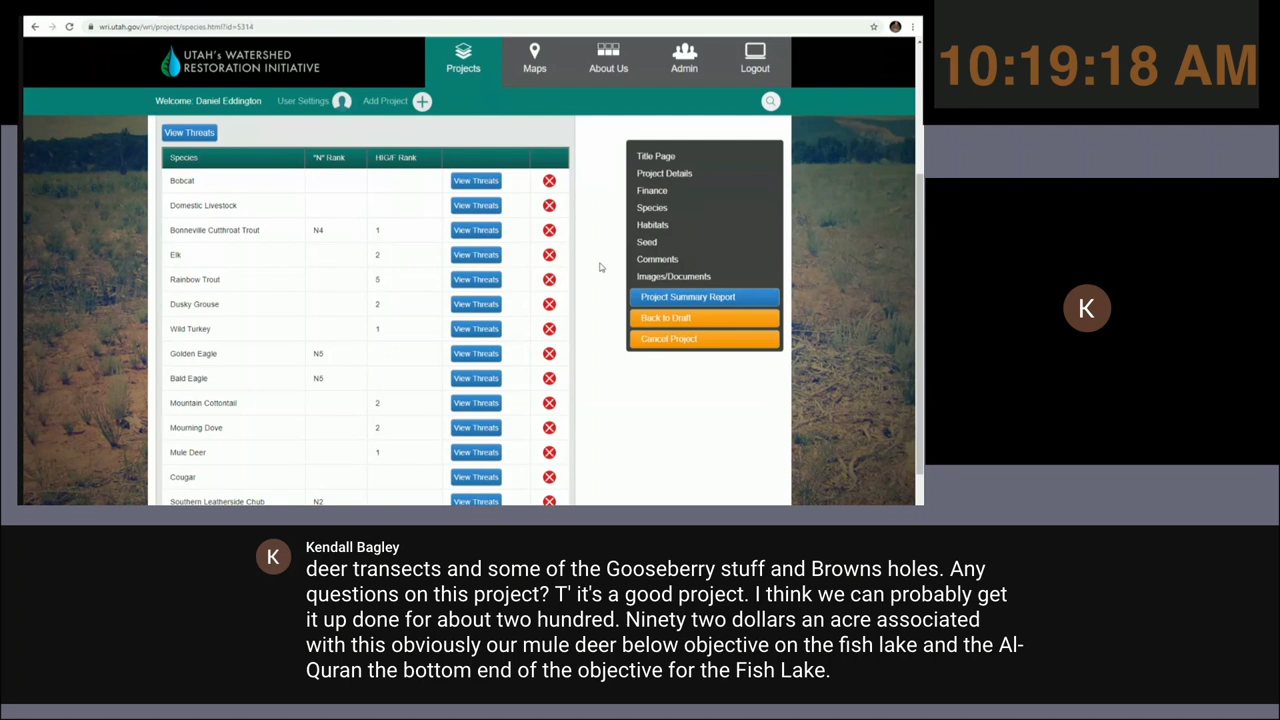 wri.utah.gov/wri/project/species.html?id=5314
10:19:18 AM
UTAH's WATERSHED
RESTORATION INITIATIVE
Projects Maps About Us Admin Logout
Welcome: Daniel Eddington User Settings Add Project
View Threats
Species "N" Rank HIG/F Rank
Bobcat View Threats
Domestic Livestock View Threats
Bonneville Cutthroat Trout N4 1 View Threats
Elk 2 View Threats
Rainbow Trout 5 View Threats
Dusky Grouse 2 View Threats
Wild Turkey 1 View Threats
Golden Eagle N5 View Threats
Bald Eagle N5 View Threats
Mountain Cottontail 2 View Threats
Mourning Dove 2 View Threats
Mule Deer 1 View Threats
Cougar View Threats
Southern Leatherside Chub N2 View Threats
Title Page
Project Details
Finance
Species
Habitats
Seed
Comments
Images/Documents
Project Summary Report
Back to Draft
Cancel Project
K
K
Kendall Bagley
deer transects and some of the Gooseberry stuff and Browns holes. Any
questions on this project? T' it's a good project. I think we can probably get
it up done for about two hundred. Ninety two dollars an acre associated
with this obviously our mule deer below objective on the fish lake and the Al-
Quran the bottom end of the objective for the Fish Lake.